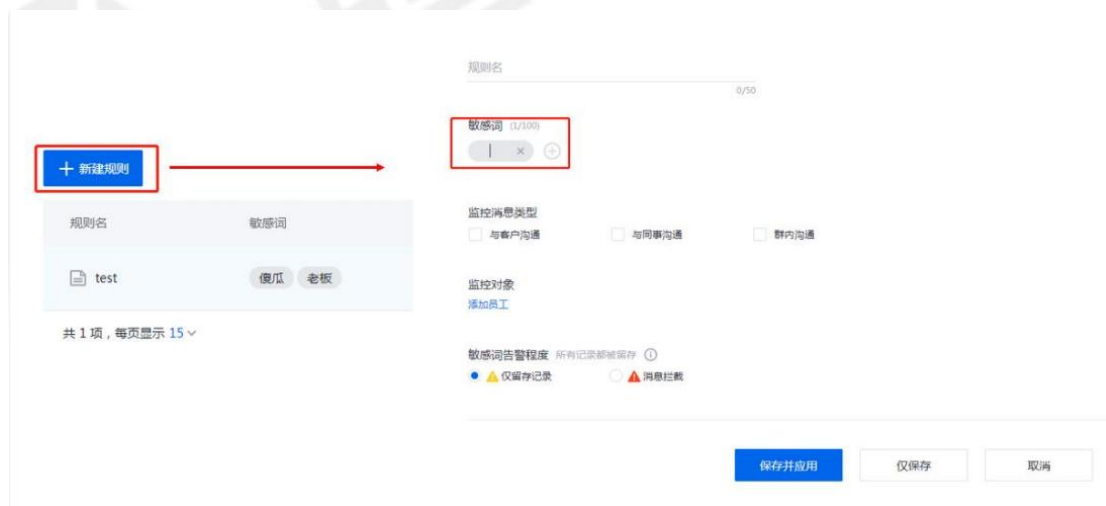 规则名
0/50
敏感词 (1/100)
新建规则
规则名 敏感词
test 傻瓜 老板
共 1 项，每页显示 15
监控消息类型
与客户沟通 与同事沟通 群内沟通
监控对象
添加员工
敏感词告警程度 所有记录都被留存
仅留存记录 消息拦截
保存并应用 仅保存 取消